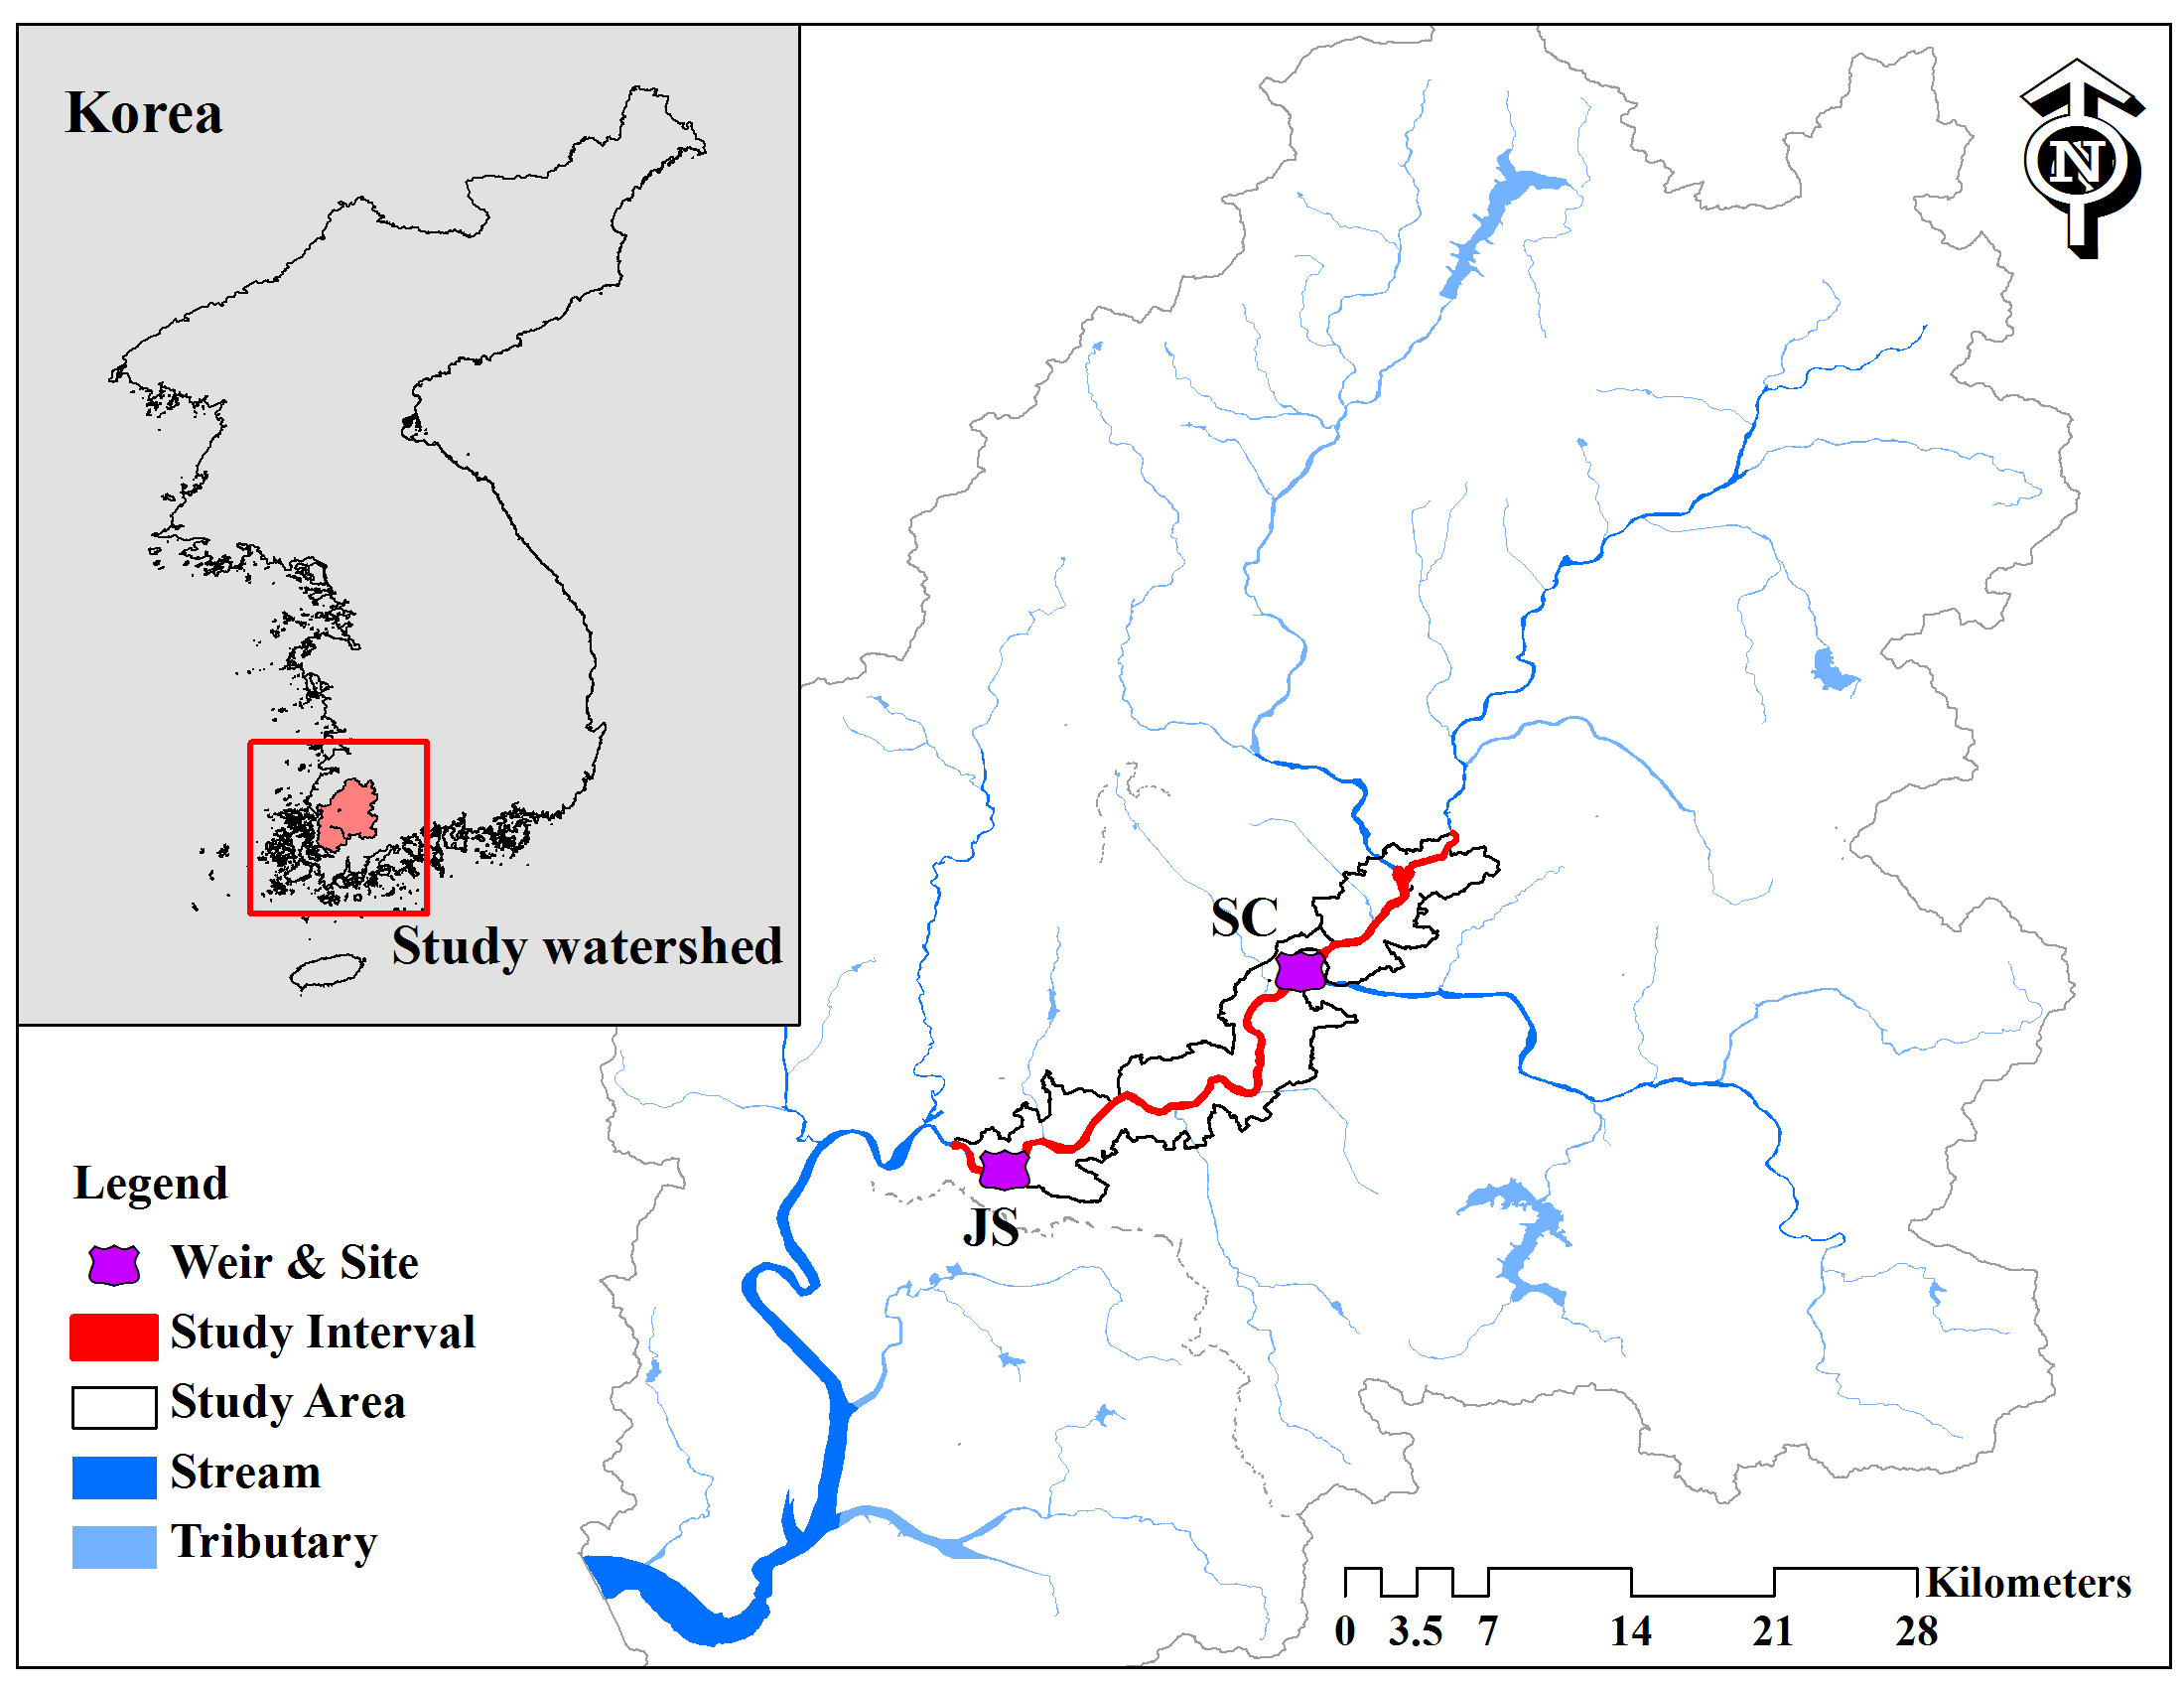 Korea
N
Study watershed
SC
JS
Legend
Weir & Site
Study Interval
Study Area
Stream
Tributary
Kilometers
0 3.5 7 14 21 28